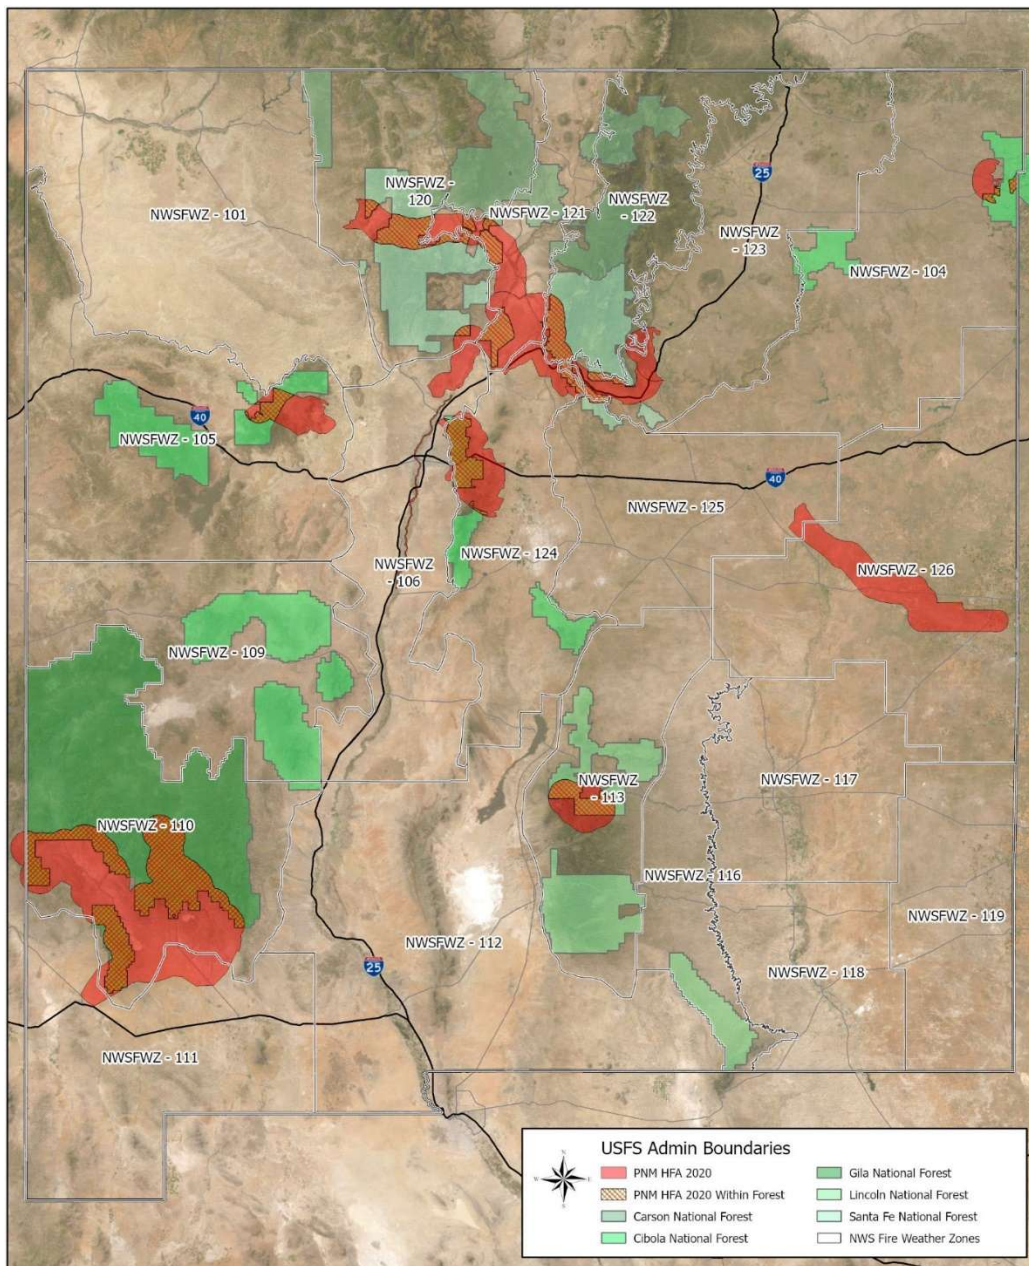 25
NWSFWZ - 101
NWSFWZ -
120
NWSFWZ - 121
NWSFWZ
- 122
NWSFWZ
- 123
NWSFWZ - 104
40
NWSFWZ - 105
40
NWSFWZ - 125
NWSFWZ - 124
NWSFWZ
- 106
NWSFWZ - 126
NWSFWZ - 109
NWSFWZ
- 113
NWSFWZ - 117
NWSFWZ - 110
NWSFWZ - 116
NWSFWZ - 119
NWSFWZ - 112
25
NWSFWZ - 118
NWSFWZ - 111
USFS Admin Boundaries
N
W
E
S
PNM HFA 2020
PNM HFA 2020 Within Forest
Carson National Forest
Cibola National Forest
Gila National Forest
Lincoln National Forest
Santa Fe National Forest
NWS Fire Weather Zones